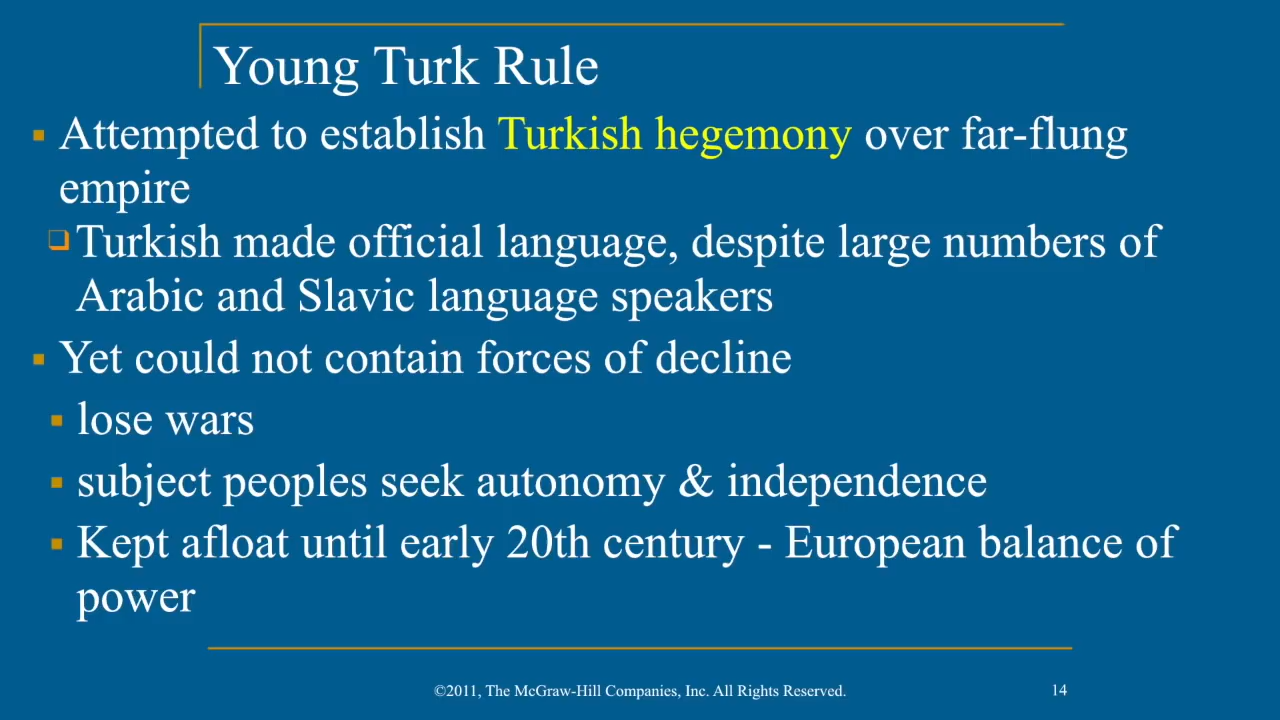 Young Turk Rule
▪ Attempted to establish Turkish hegemony over far-flung
empire
❑ Turkish made official language, despite large numbers of
Arabic and Slavic language speakers
▪ Yet could not contain forces of decline
▪ lose wars
▪ subject peoples seek autonomy & independence
▪ Kept afloat until early 20th century - European balance of
power
©2011, The McGraw-Hill Companies, Inc. All Rights Reserved.
14